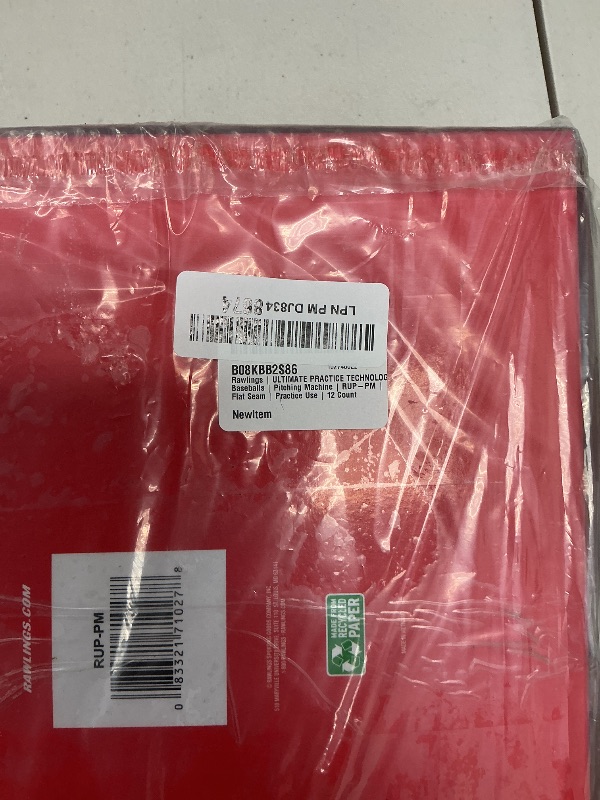 LPN PM DJ8348674
B08KBB2S86
Rawlings | ULTIMATE PRACTICE TECHNOLOG
Baseballs | Pitching Machine | RUP-PM |
Flat Seam | Practice Use | 12 Count
NewItem
RAWLINGS.COM
RUP-PM
0 83321 71027 8
MADE FROM
RECYCLED
PAPER